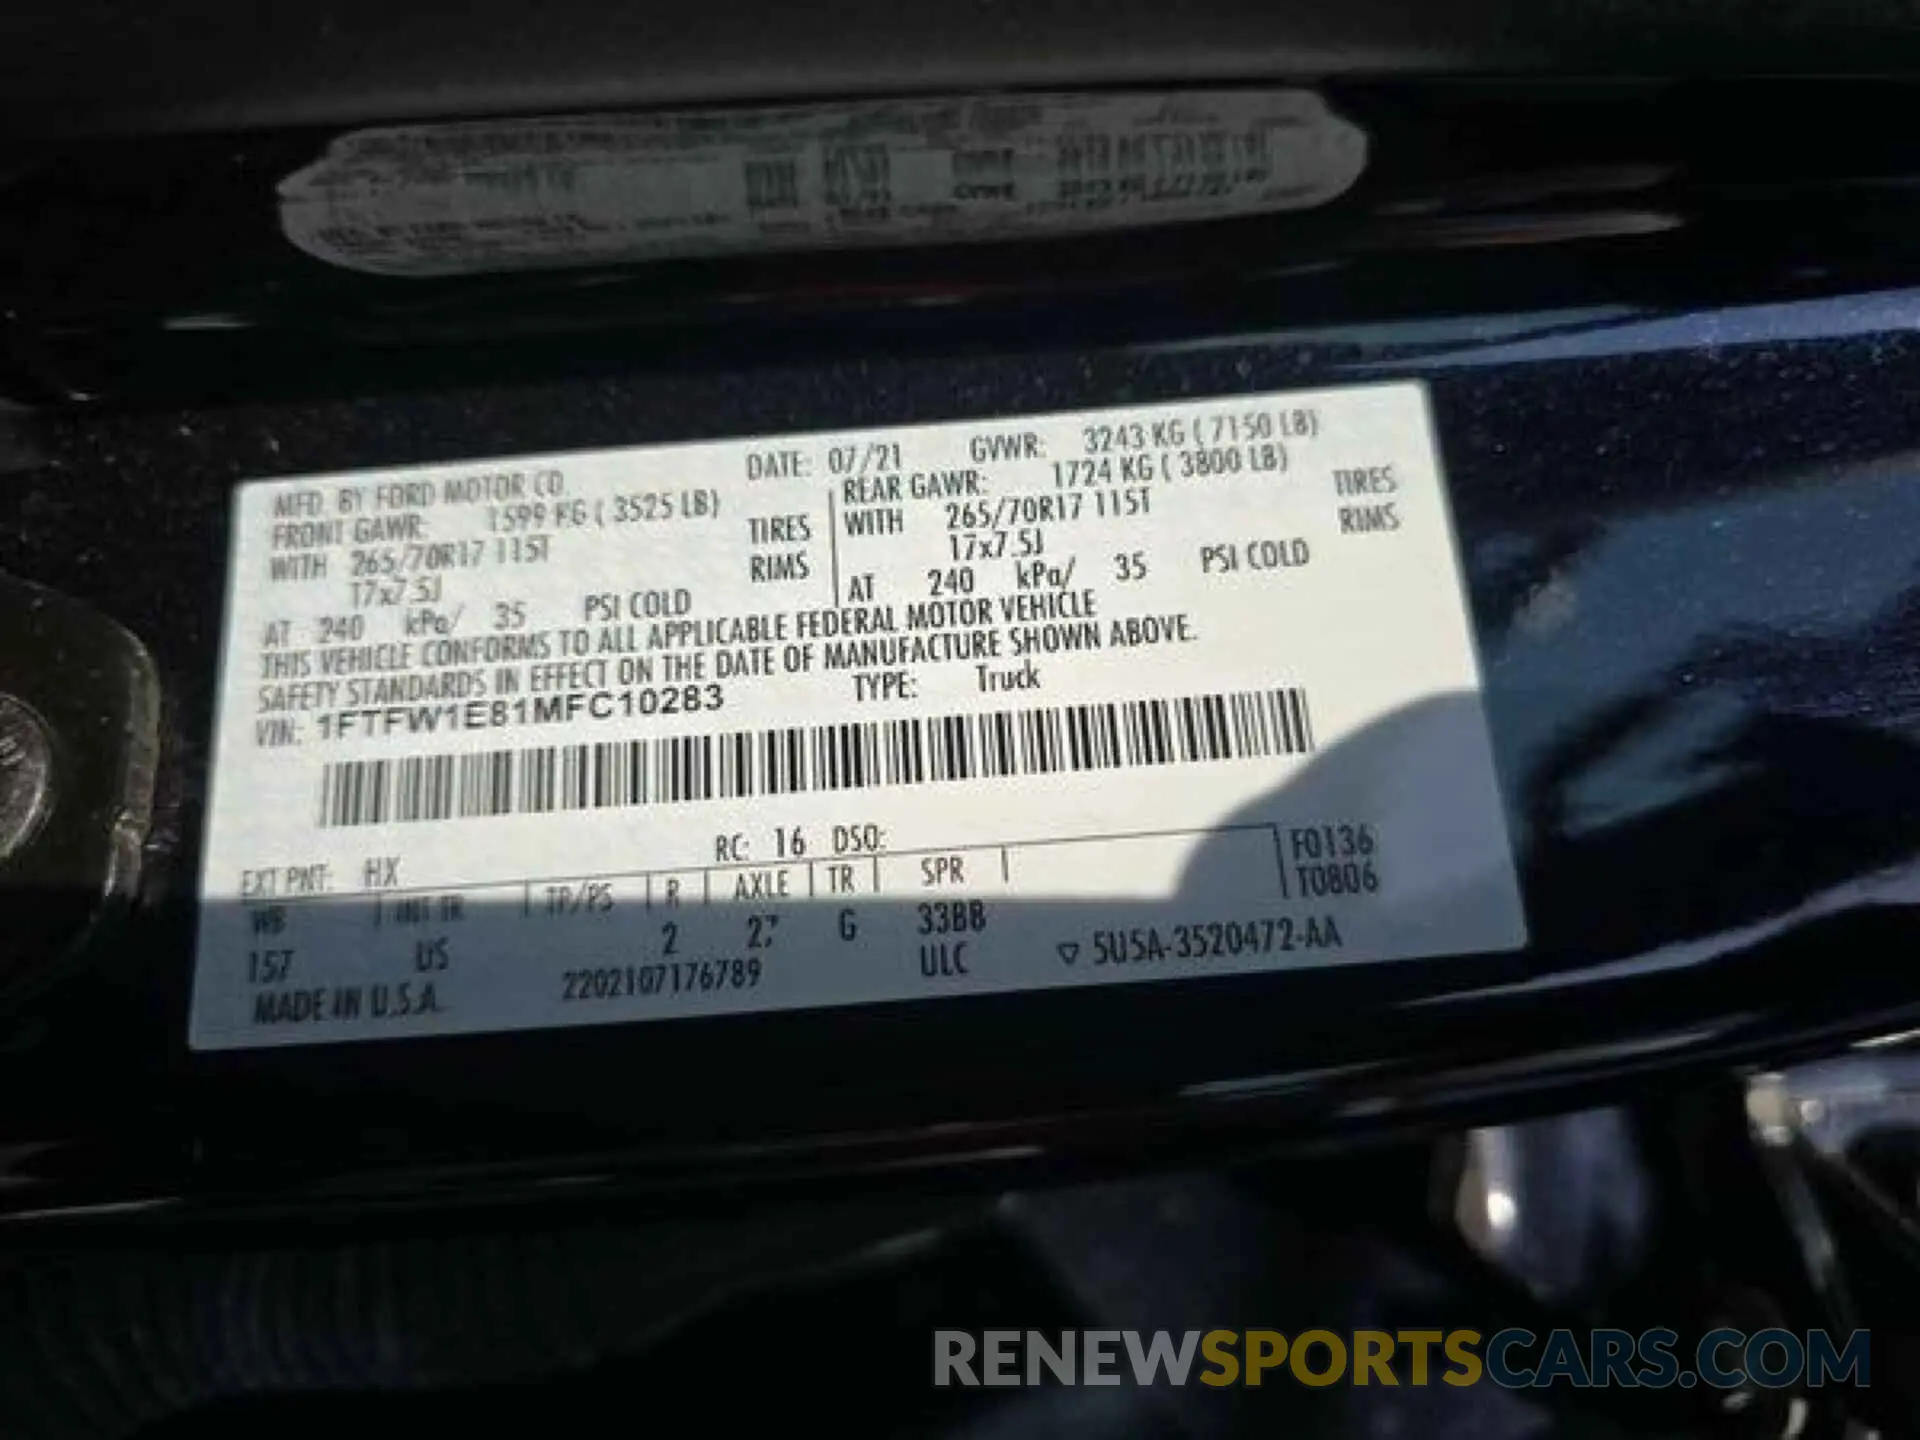 MFD. BY FORD MOTOR CO. DATE: 07/21 GVWR: 3243 KG ( 7150 LB)
FRONT GAWR: 1599 KG ( 3525 LB) REAR GAWR: 1724 KG ( 3800 LB)
WITH 265/70R17 115T TIRES WITH 265/70R17 115T TIRES
17x7.5J RIMS 17x7.5J RIMS
AT 240 kPa/ 35 PSI COLD AT 240 kPa/ 35 PSI COLD
THIS VEHICLE CONFORMS TO ALL APPLICABLE FEDERAL MOTOR VEHICLE
SAFETY STANDARDS IN EFFECT ON THE DATE OF MANUFACTURE SHOWN ABOVE.
VIN: 1FTFW1E81MFC10283 TYPE: Truck
EXT PNT: HX RC: 16 DSO: F0136
WB INT TR TP/PS R AXLE TR SPR T0806
157 US 2 27 G 33BB
MADE IN U.S.A. 2202107176789 ULC ▽ 5U5A-3520472-AA
RENEWSPORTSCARS.COM